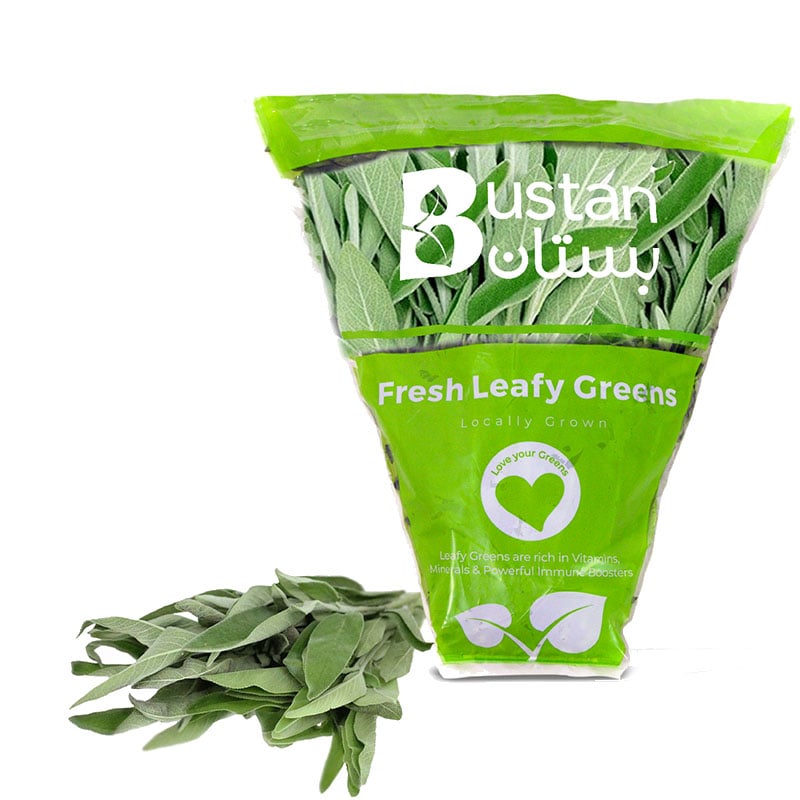 Bustan
بستان
Fresh Leafy Greens
Locally Grown
Love your Greens
Leafy Greens are rich in Vitamins,
Minerals & Powerful Immune Boosters